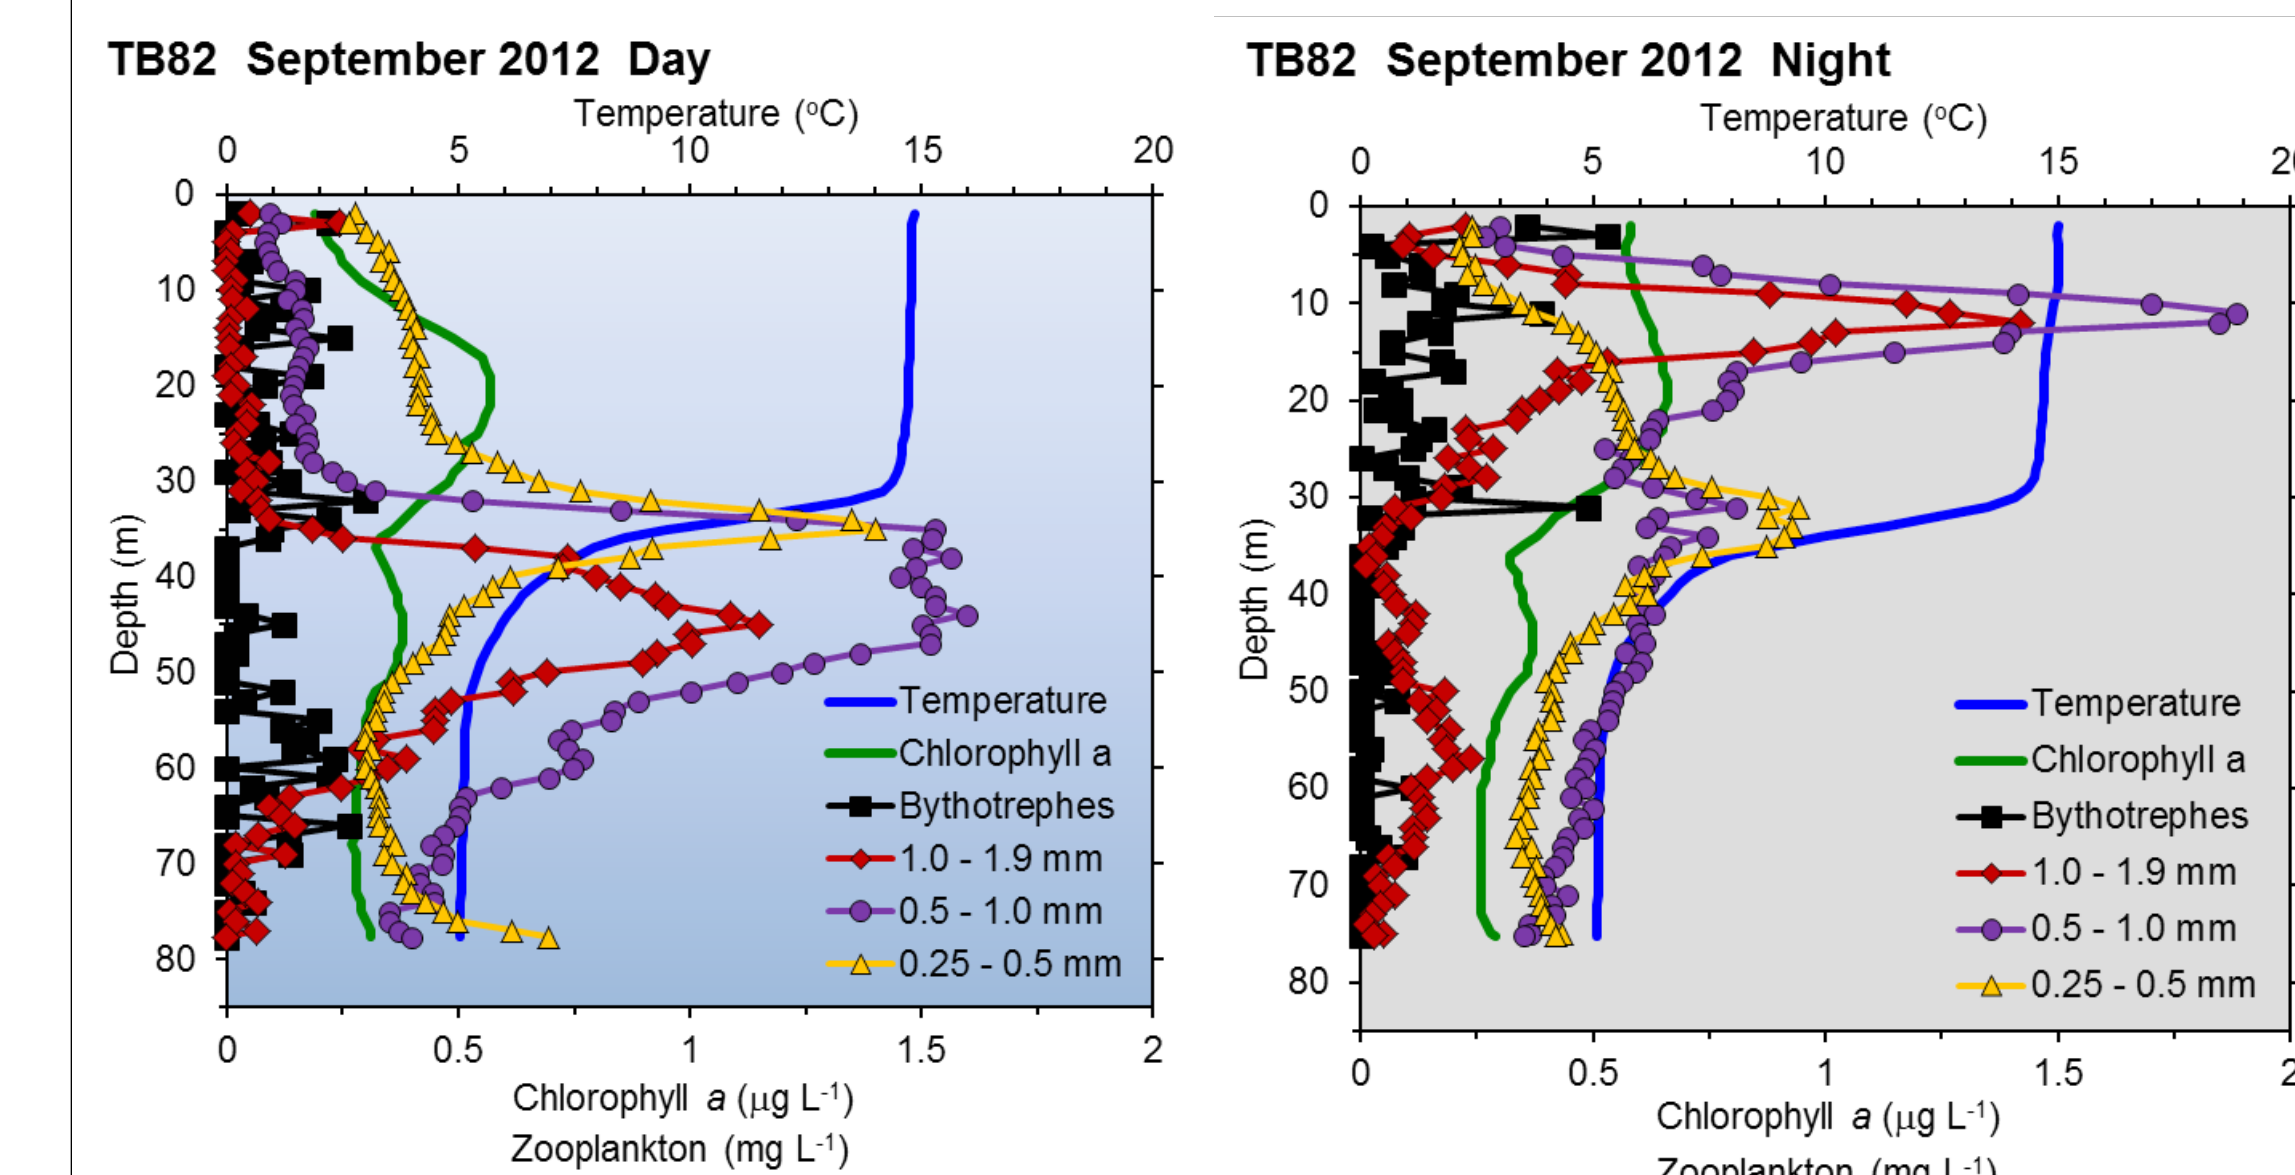 TB82 September 2012 Day
Temperature (°C)
0 5 10 15 20
0
10
20
30
40
50
60
70
80
Depth (m)
Temperature
Chlorophyll a
Bythotrephes
1.0 - 1.9 mm
0.5 - 1.0 mm
0.25 - 0.5 mm
0 0.5 1 1.5 2
Chlorophyll a (µg L⁻¹)
Zooplankton (mg L⁻¹)
TB82 September 2012 Night
Temperature (°C)
0 5 10 15 20
0
10
20
30
40
50
60
70
80
Depth (m)
Temperature
Chlorophyll a
Bythotrephes
1.0 - 1.9 mm
0.5 - 1.0 mm
0.25 - 0.5 mm
0 0.5 1 1.5 2
Chlorophyll a (µg L⁻¹)
Zooplankton (mg L⁻¹)